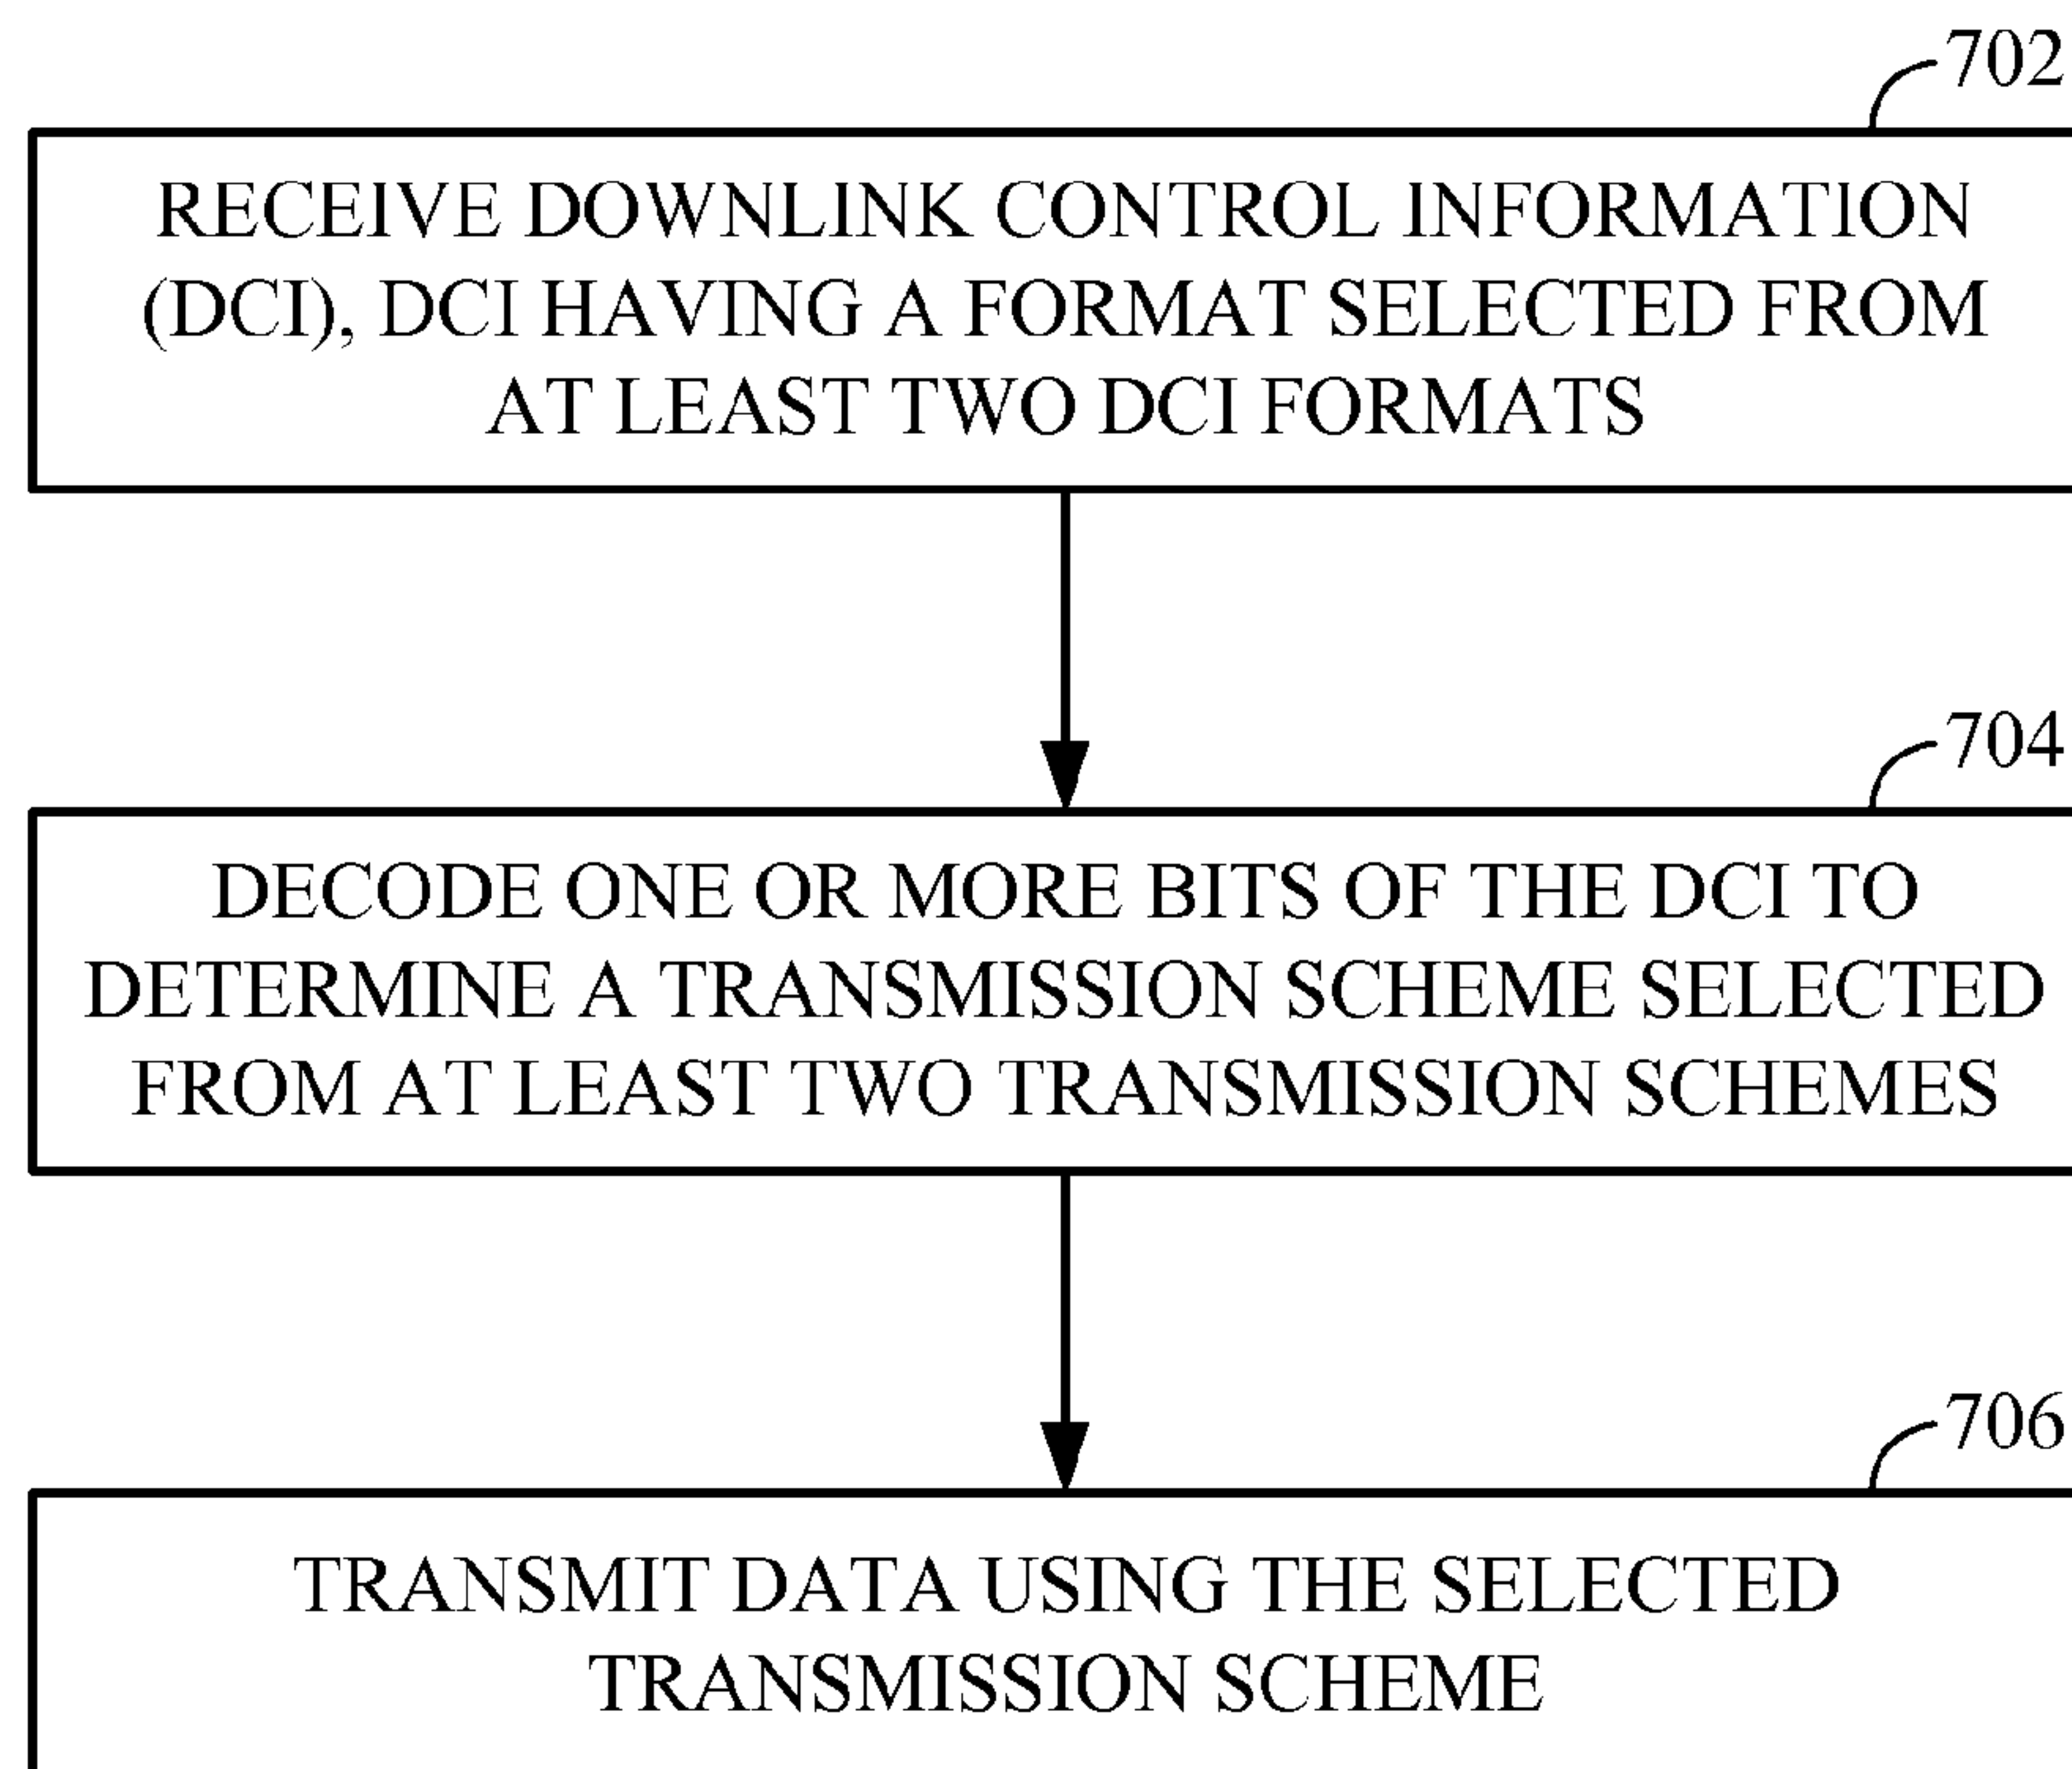 702
RECEIVE DOWNLINK CONTROL INFORMATION
(DCI), DCI HAVING A FORMAT SELECTED FROM
AT LEAST TWO DCI FORMATS
704
DECODE ONE OR MORE BITS OF THE DCI TO
DETERMINE A TRANSMISSION SCHEME SELECTED
FROM AT LEAST TWO TRANSMISSION SCHEMES
706
TRANSMIT DATA USING THE SELECTED
TRANSMISSION SCHEME